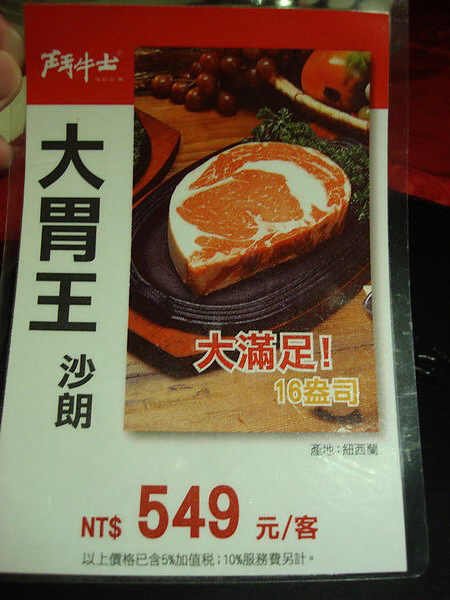 鬥牛士
大胃王
沙朗
大滿足!
16盎司
產地:紐西蘭
NT$ 549 元/客
以上價格已含5%加值稅;10%服務費另計。